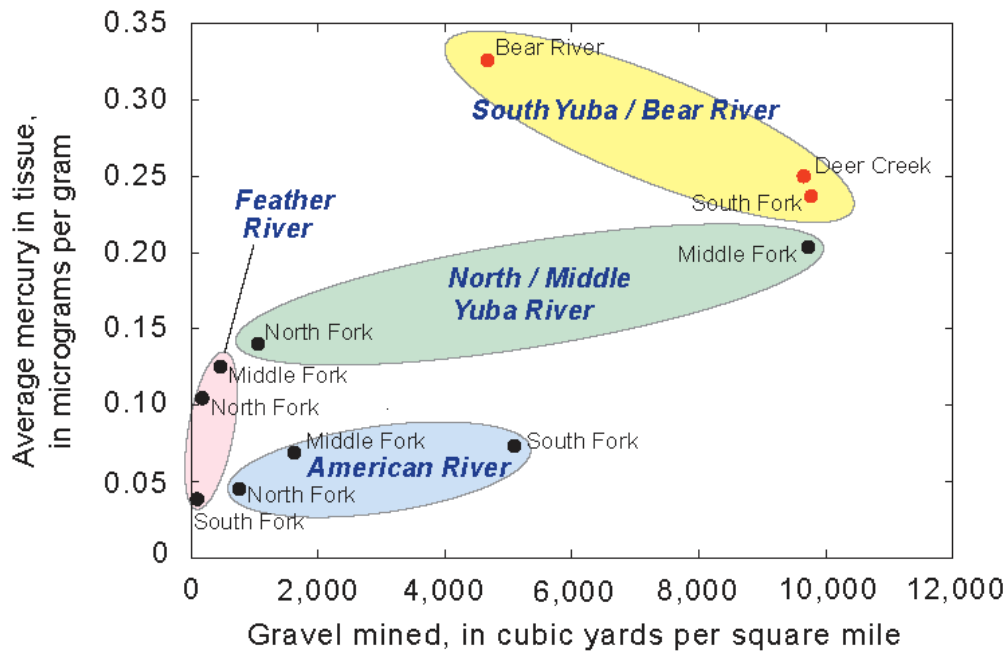 Average mercury in tissue,
in micrograms per gram
0.35
0.30
0.25
0.20
0.15
0.10
0.05
0
Bear River
South Yuba / Bear River
Deer Creek
South Fork
Feather
River
Middle Fork
North / Middle
Yuba River
North Fork
Middle Fork
North Fork
Middle Fork
South Fork
American River
North Fork
South Fork
0
2,000
4,000
6,000
8,000
10,000
12,000
Gravel mined, in cubic yards per square mile